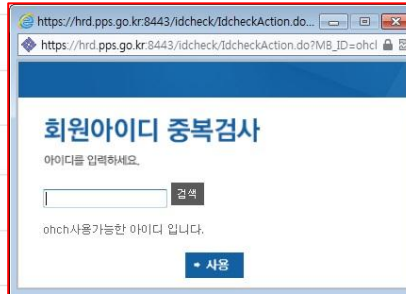 https://hrd.pps.go.kr:8443/idcheck/IdcheckAction.do...
https://hrd.pps.go.kr:8443/idcheck/IdcheckAction.do?MB_ID=ohcl
회원아이디 중복검사
아이디를 입력하세요.
검색
ohch사용가능한 아이디 입니다.
사용